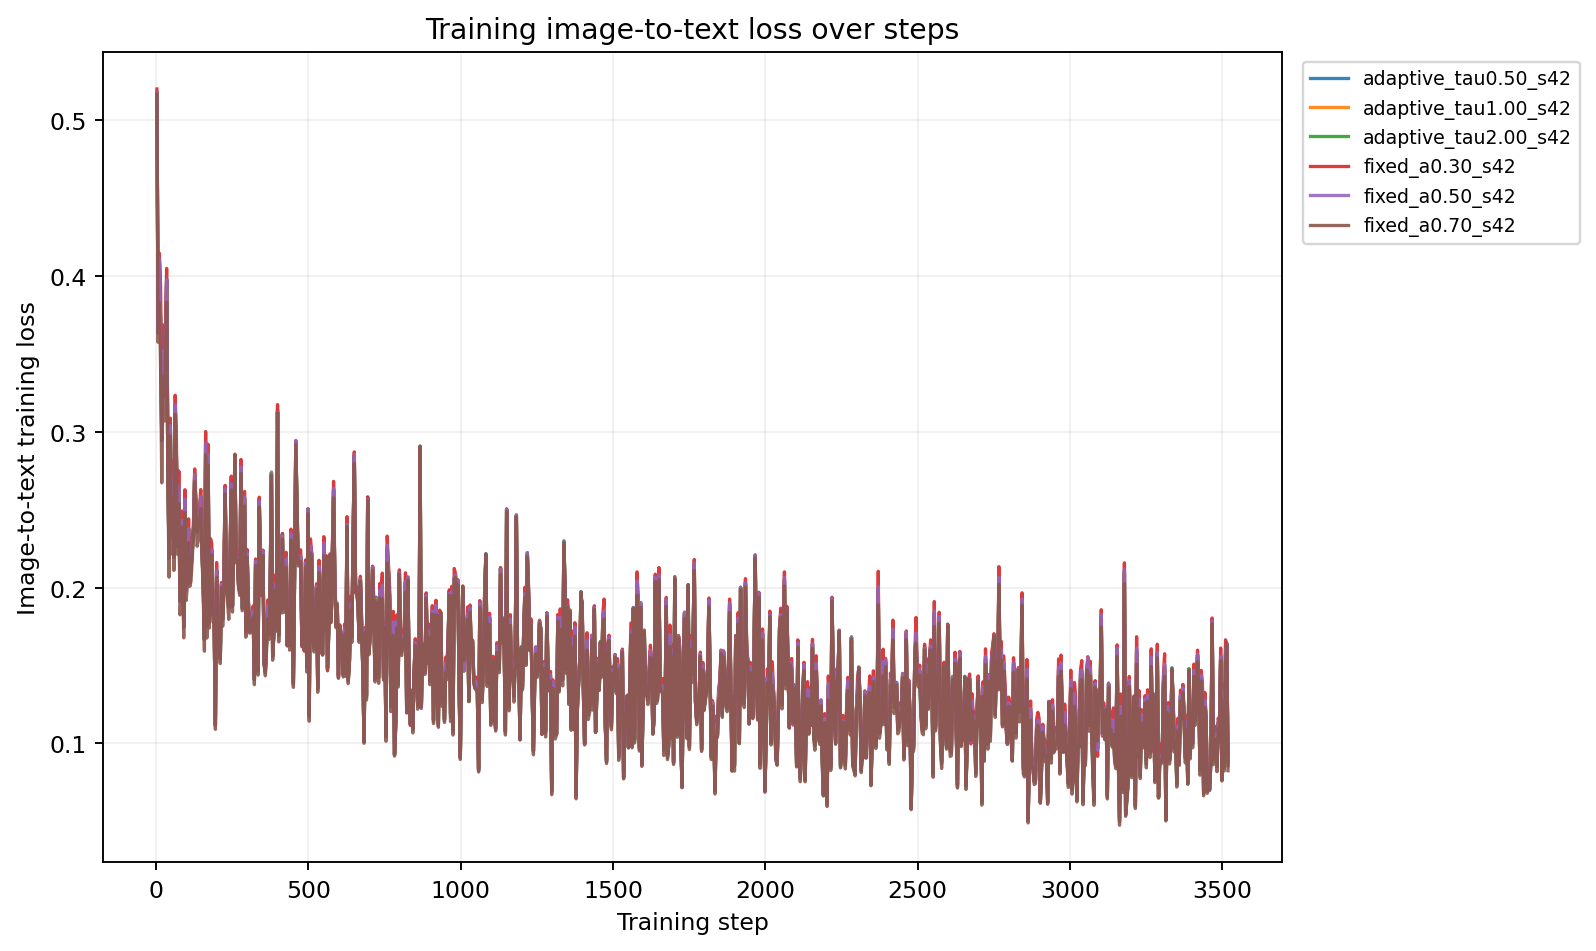 Training image-to-text loss over steps
Image-to-text training loss
0.5
0.4
0.3
0.2
0.1
0
500
1000
1500
2000
2500
3000
3500
Training step
adaptive_tau0.50_s42
adaptive_tau1.00_s42
adaptive_tau2.00_s42
fixed_a0.30_s42
fixed_a0.50_s42
fixed_a0.70_s42